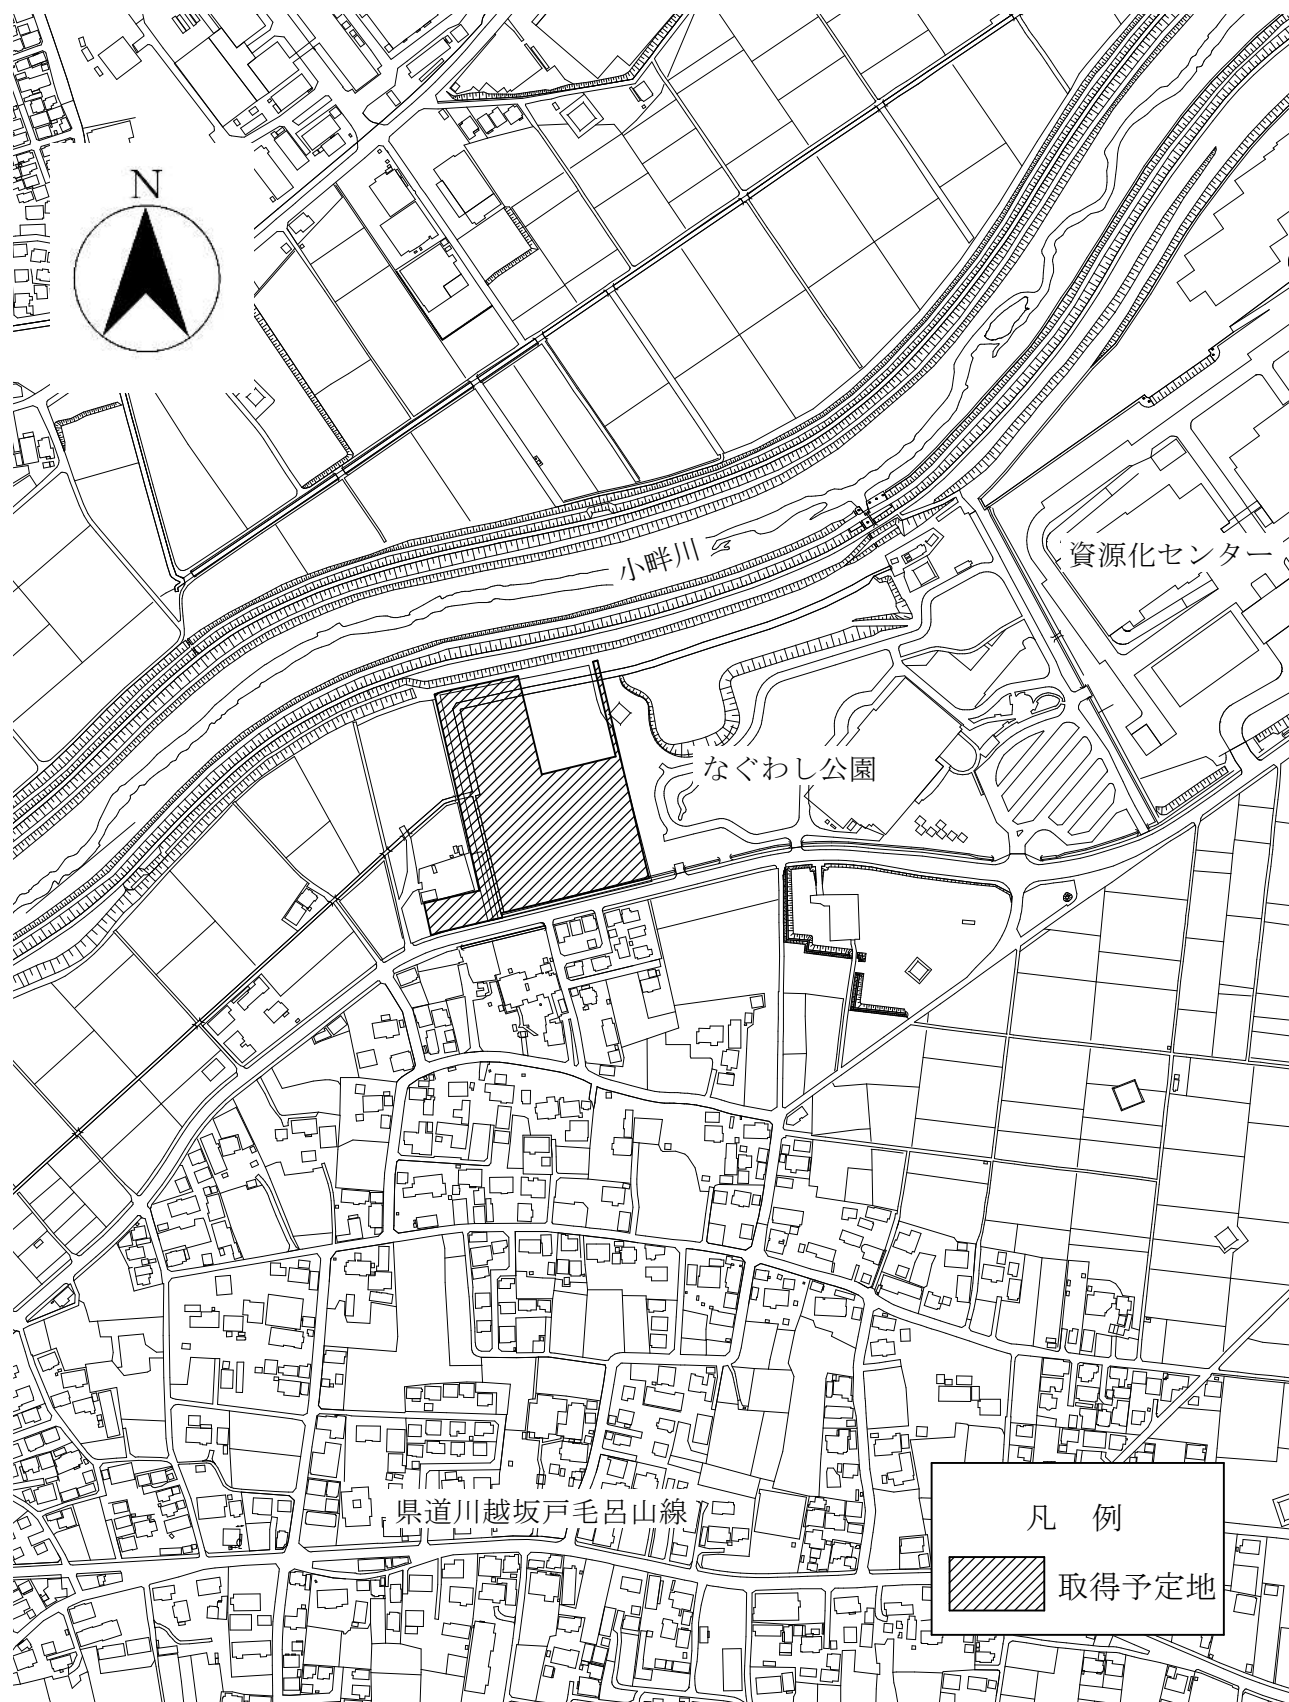 N
小畔川
資源化センター
なぐわし公園
県道川越坂戸毛呂山線
凡 例
取得予定地